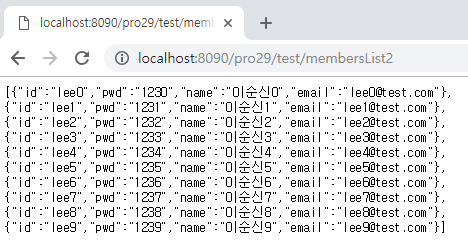 localhost:8090/pro29/test/mem
localhost:8090/pro29/test/membersList2
[{"id":"lee0","pwd":"1230","name":"이순신0","email":"lee0@test.com"},
{"id":"lee1","pwd":"1231","name":"이순신1","email":"lee1@test.com"},
{"id":"lee2","pwd":"1232","name":"이순신2","email":"lee2@test.com"},
{"id":"lee3","pwd":"1233","name":"이순신3","email":"lee3@test.com"},
{"id":"lee4","pwd":"1234","name":"이순신4","email":"lee4@test.com"},
{"id":"lee5","pwd":"1235","name":"이순신5","email":"lee5@test.com"},
{"id":"lee6","pwd":"1236","name":"이순신6","email":"lee6@test.com"},
{"id":"lee7","pwd":"1237","name":"이순신7","email":"lee7@test.com"},
{"id":"lee8","pwd":"1238","name":"이순신8","email":"lee8@test.com"},
{"id":"lee9","pwd":"1239","name":"이순신9","email":"lee9@test.com"}]